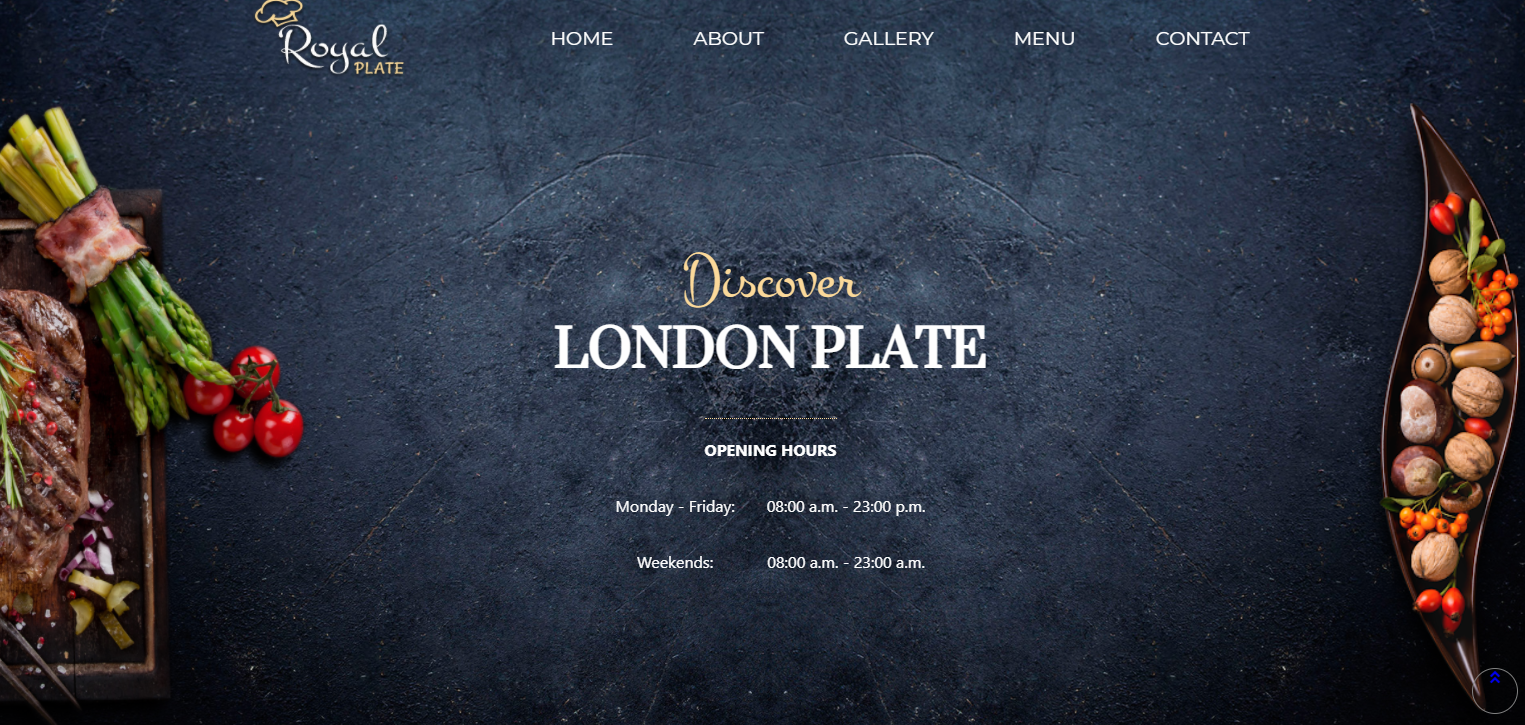 Royal
PLATE
HOME ABOUT GALLERY MENU CONTACT
Discover
LONDON PLATE
OPENING HOURS
Monday - Friday: 08:00 a.m. - 23:00 p.m.
Weekends: 08:00 a.m. - 23:00 a.m.